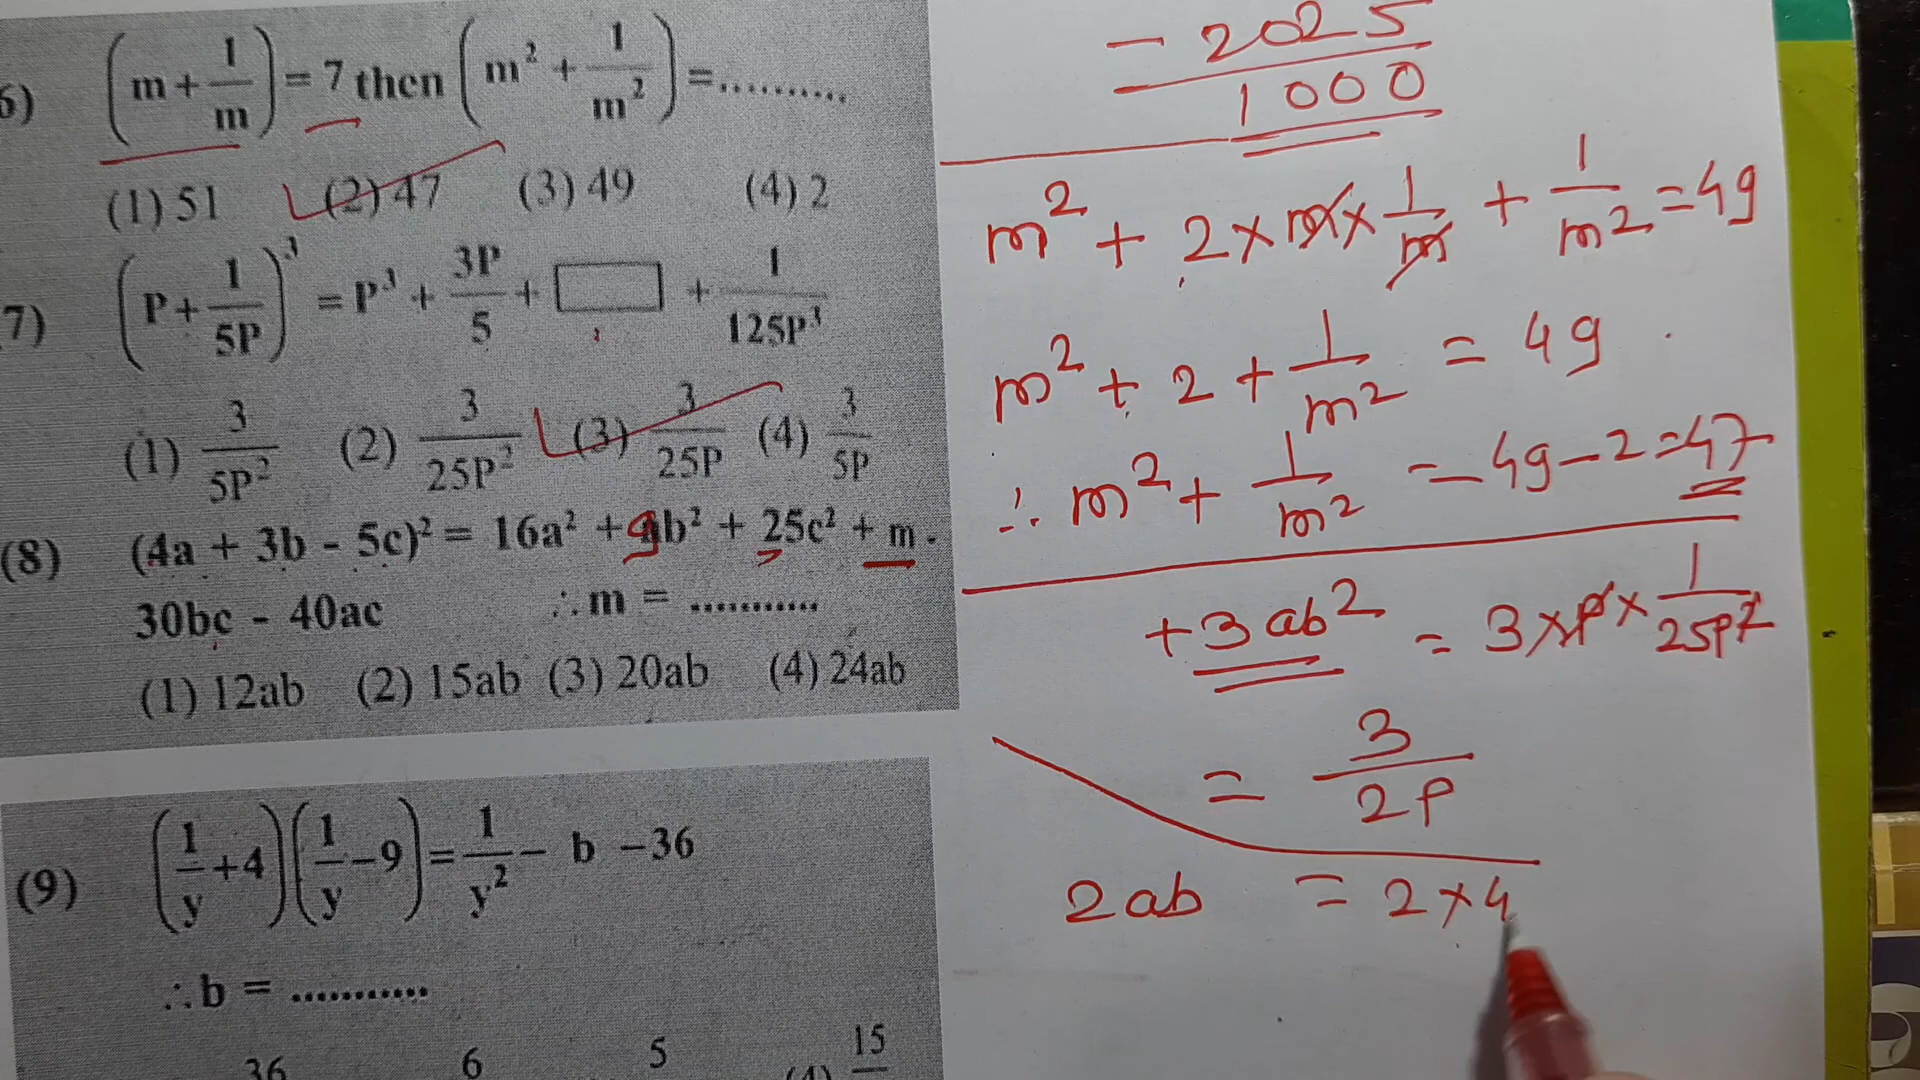 6) (m + 1/m) = 7 then (m² + 1/m²) = ..........
(1) 51 (2) 47 (3) 49 (4) 2
7) (P + 1/5P)³ = P³ + 3P/5 + □ + 1/125P³
(1) 3/5P² (2) 3/25P² (3) 3/25P (4) 3/5P
(8) (4a + 3b - 5c)² = 16a² + 9b² + 25c² + m -
30bc - 40ac ∴ m = ...........
(1) 12ab (2) 15ab (3) 20ab (4) 24ab
(9) (1/y + 4)(1/y - 9) = 1/y² - b - 36
∴ b = ...........
36 6 5 (4) 15
- 2025
1000
m² + 2 × m × 1/m + 1/m² = 49
m² + 2 + 1/m² = 49
∴ m² + 1/m² = 49 - 2 = 47
+ 3ab² = 3 × P × 1/25P²
= 3/2P
2ab = 2 × 4